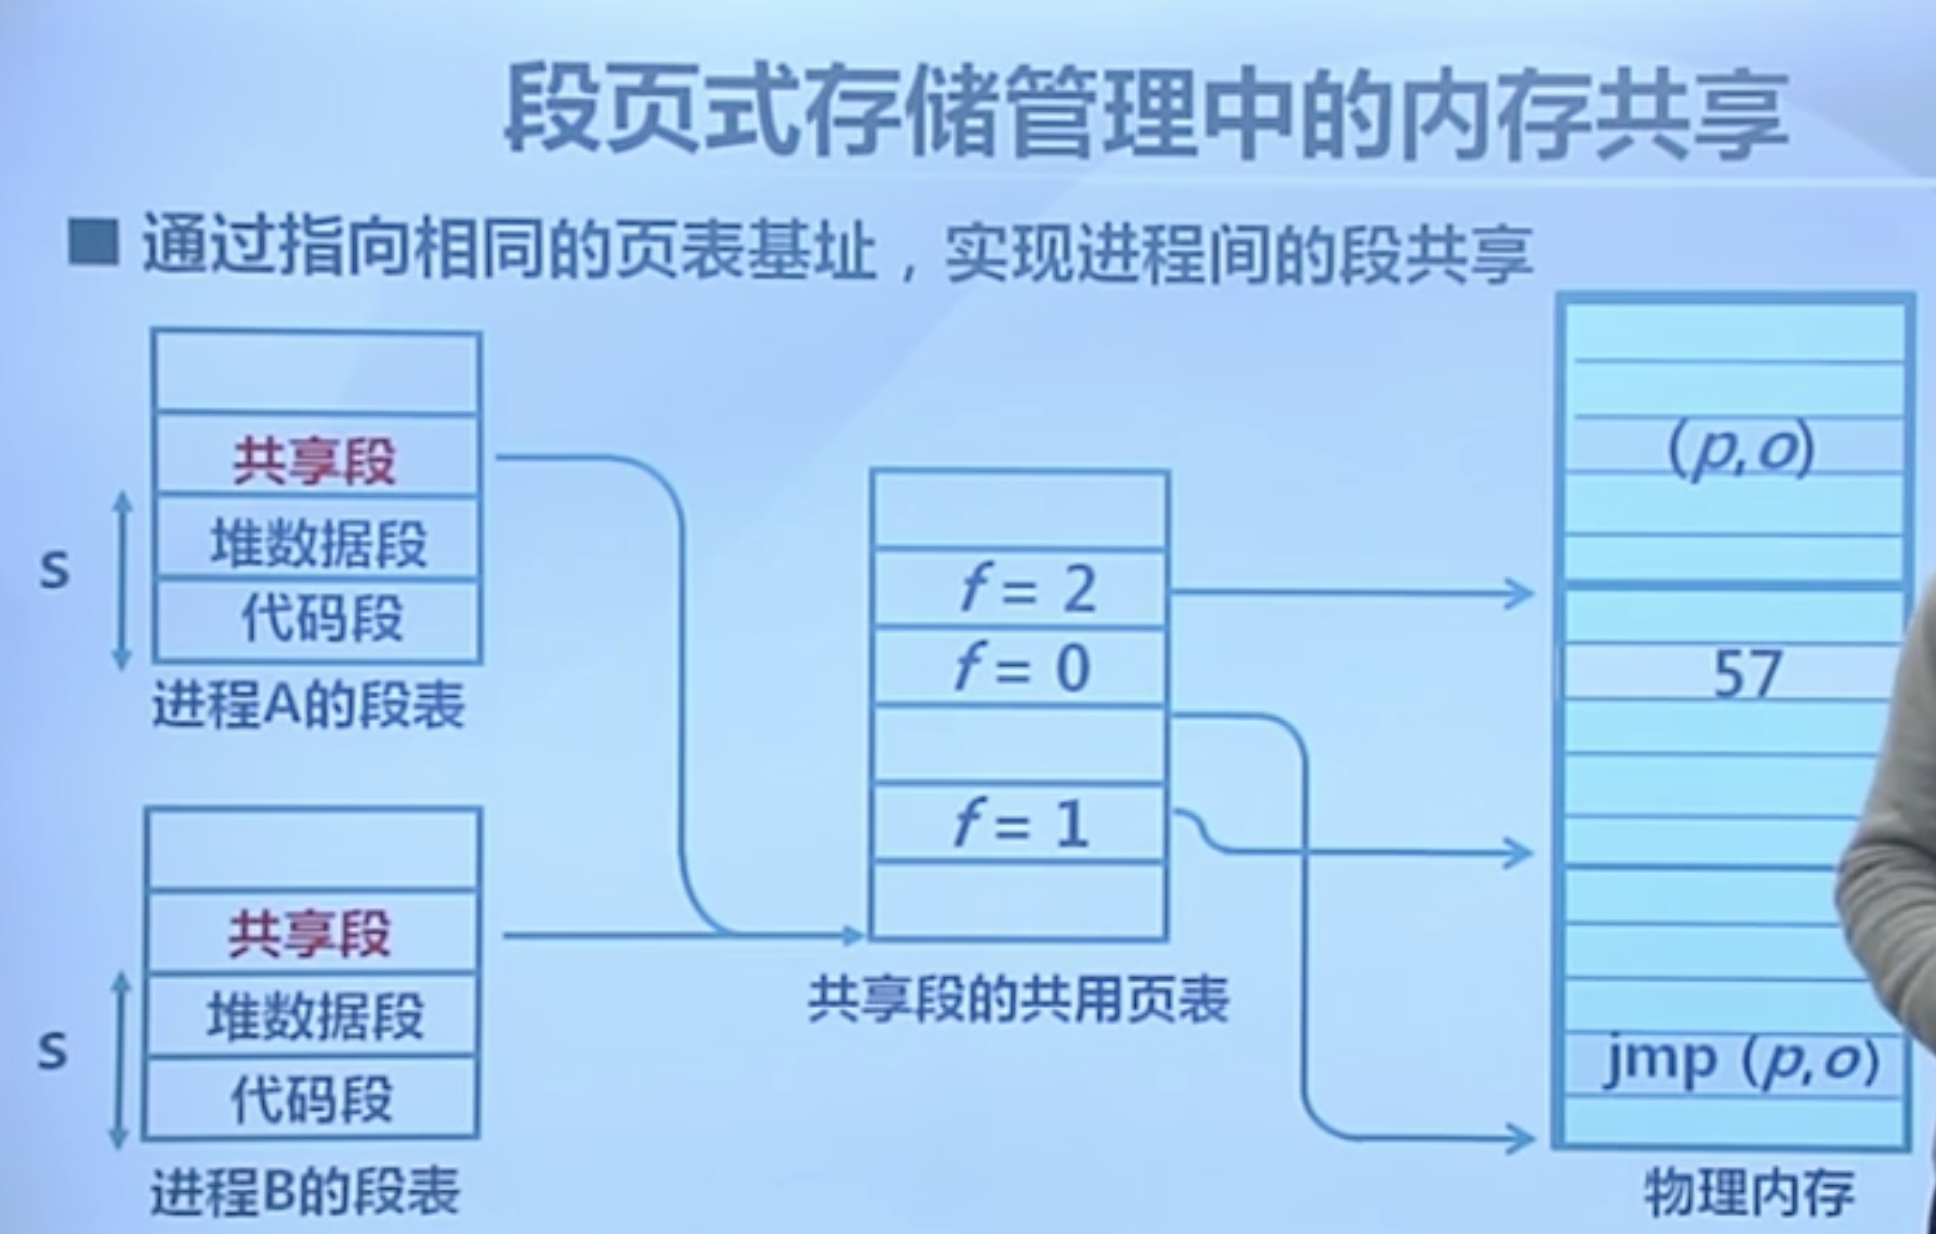 段页式存储管理中的内存共享
■ 通过指向相同的页表基址，实现进程间的段共享
共享段
堆数据段
代码段
s
进程A的段表
共享段
堆数据段
代码段
s
进程B的段表
f = 2
f = 0
f = 1
共享段的共用页表
(p,o)
57
jmp (p,o)
物理内存